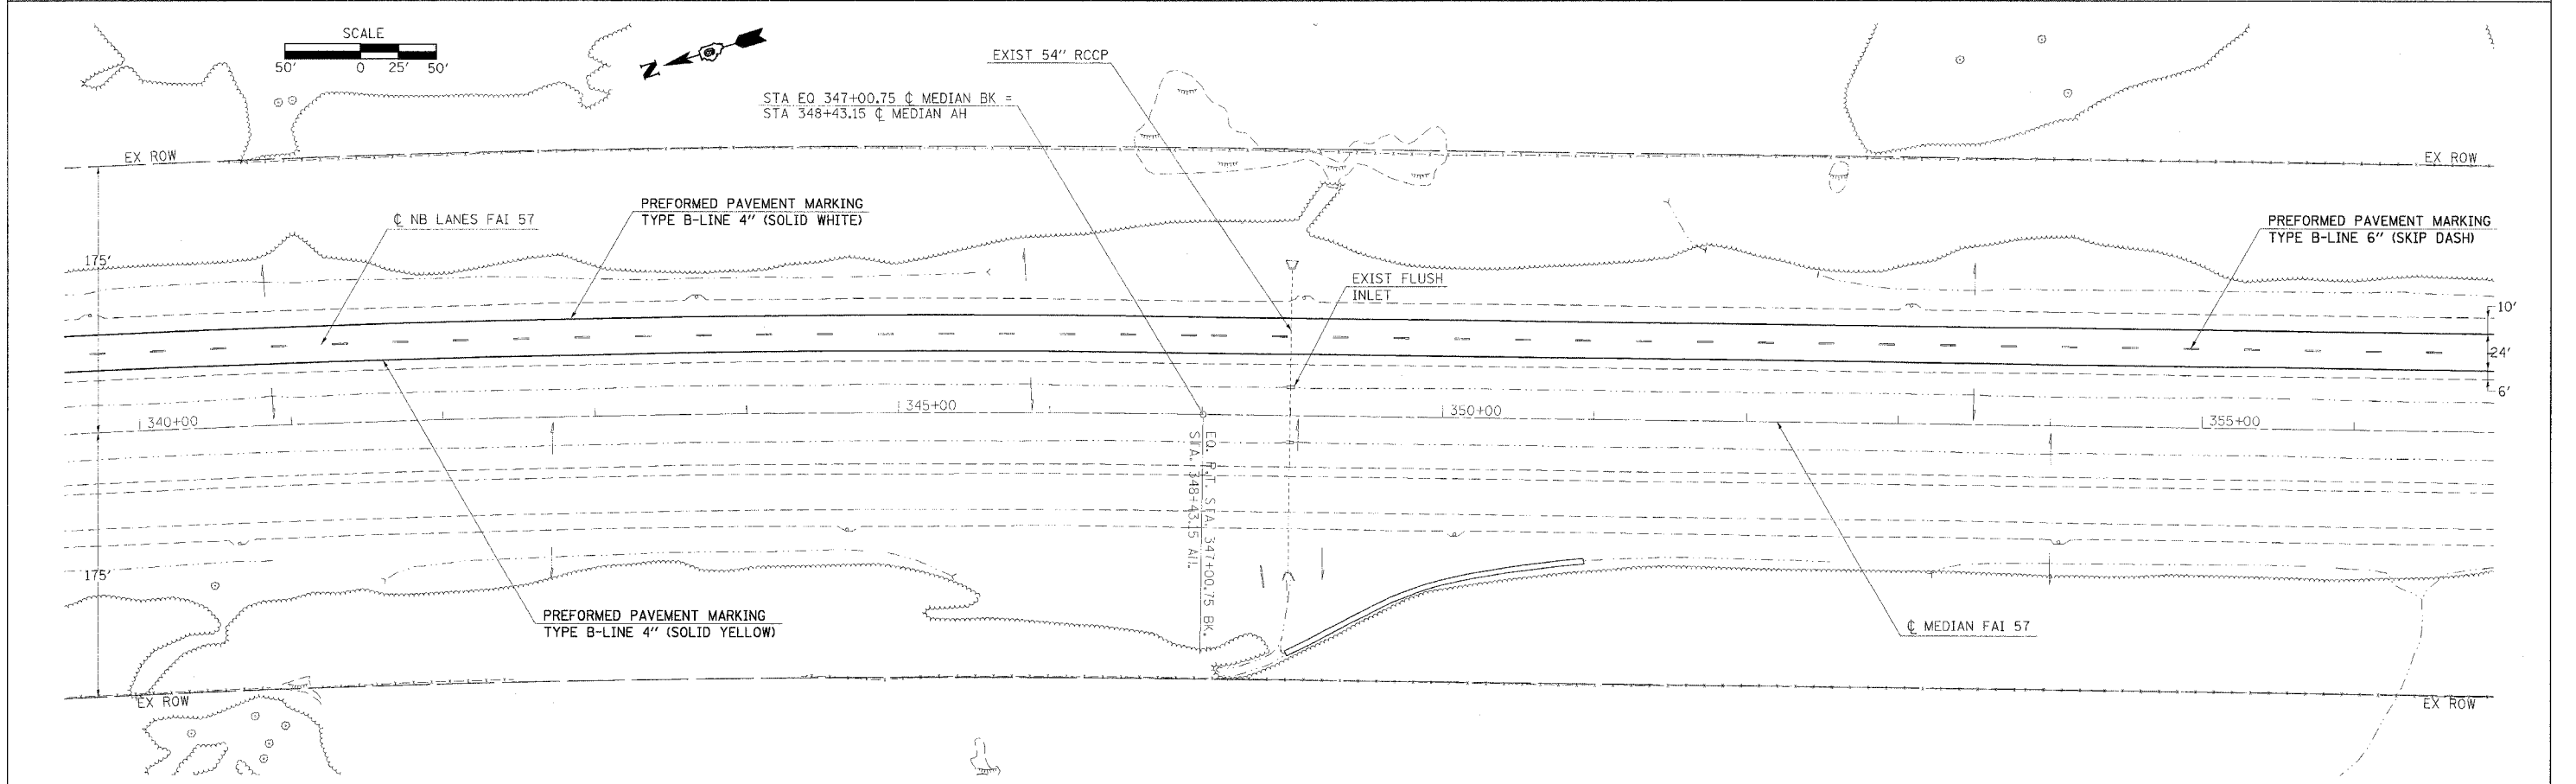 SCALE
50' 0 25' 50'
N
EXIST 54" RCCP
STA EQ 347+00.75 ℄ MEDIAN BK =
STA 348+43.15 ℄ MEDIAN AH
EX ROW
EX ROW
℄ NB LANES FAI 57
PREFORMED PAVEMENT MARKING
TYPE B-LINE 4" (SOLID WHITE)
PREFORMED PAVEMENT MARKING
TYPE B-LINE 6" (SKIP DASH)
175'
EXIST FLUSH
INLET
10'
24'
6'
340+00
345+00
350+00
355+00
EQ. P.T. STA. 347+00.75 BK.
STA. 348+43.15 AH.
175'
PREFORMED PAVEMENT MARKING
TYPE B-LINE 4" (SOLID YELLOW)
℄ MEDIAN FAI 57
EX ROW
EX ROW